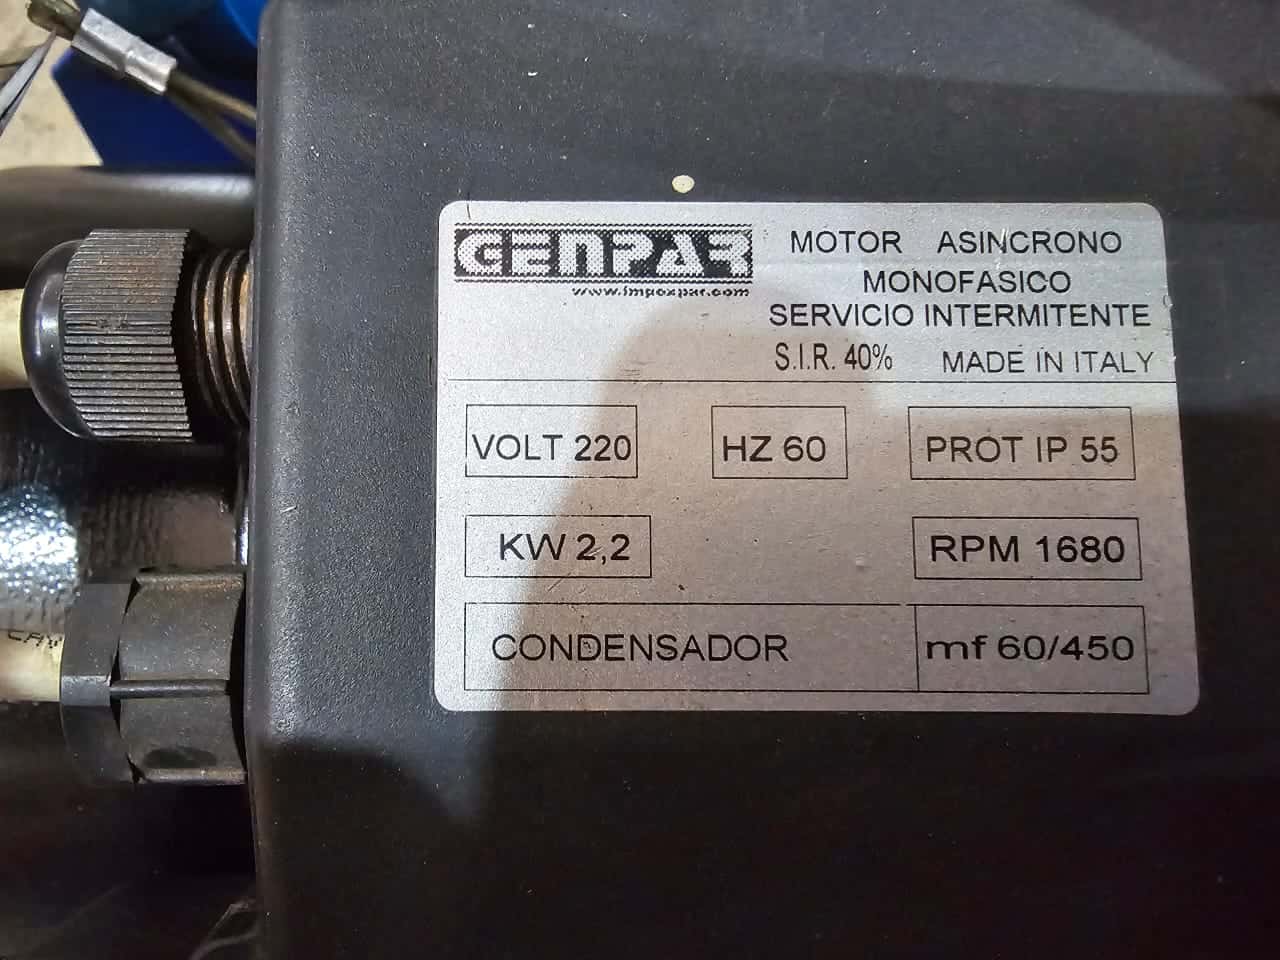 GENPAR
www.impoxpar.com
MOTOR ASINCRONO
MONOFASICO
SERVICIO INTERMITENTE
S.I.R. 40% MADE IN ITALY
VOLT 220 HZ 60 PROT IP 55
KW 2,2 RPM 1680
CONDENSADOR mf 60/450